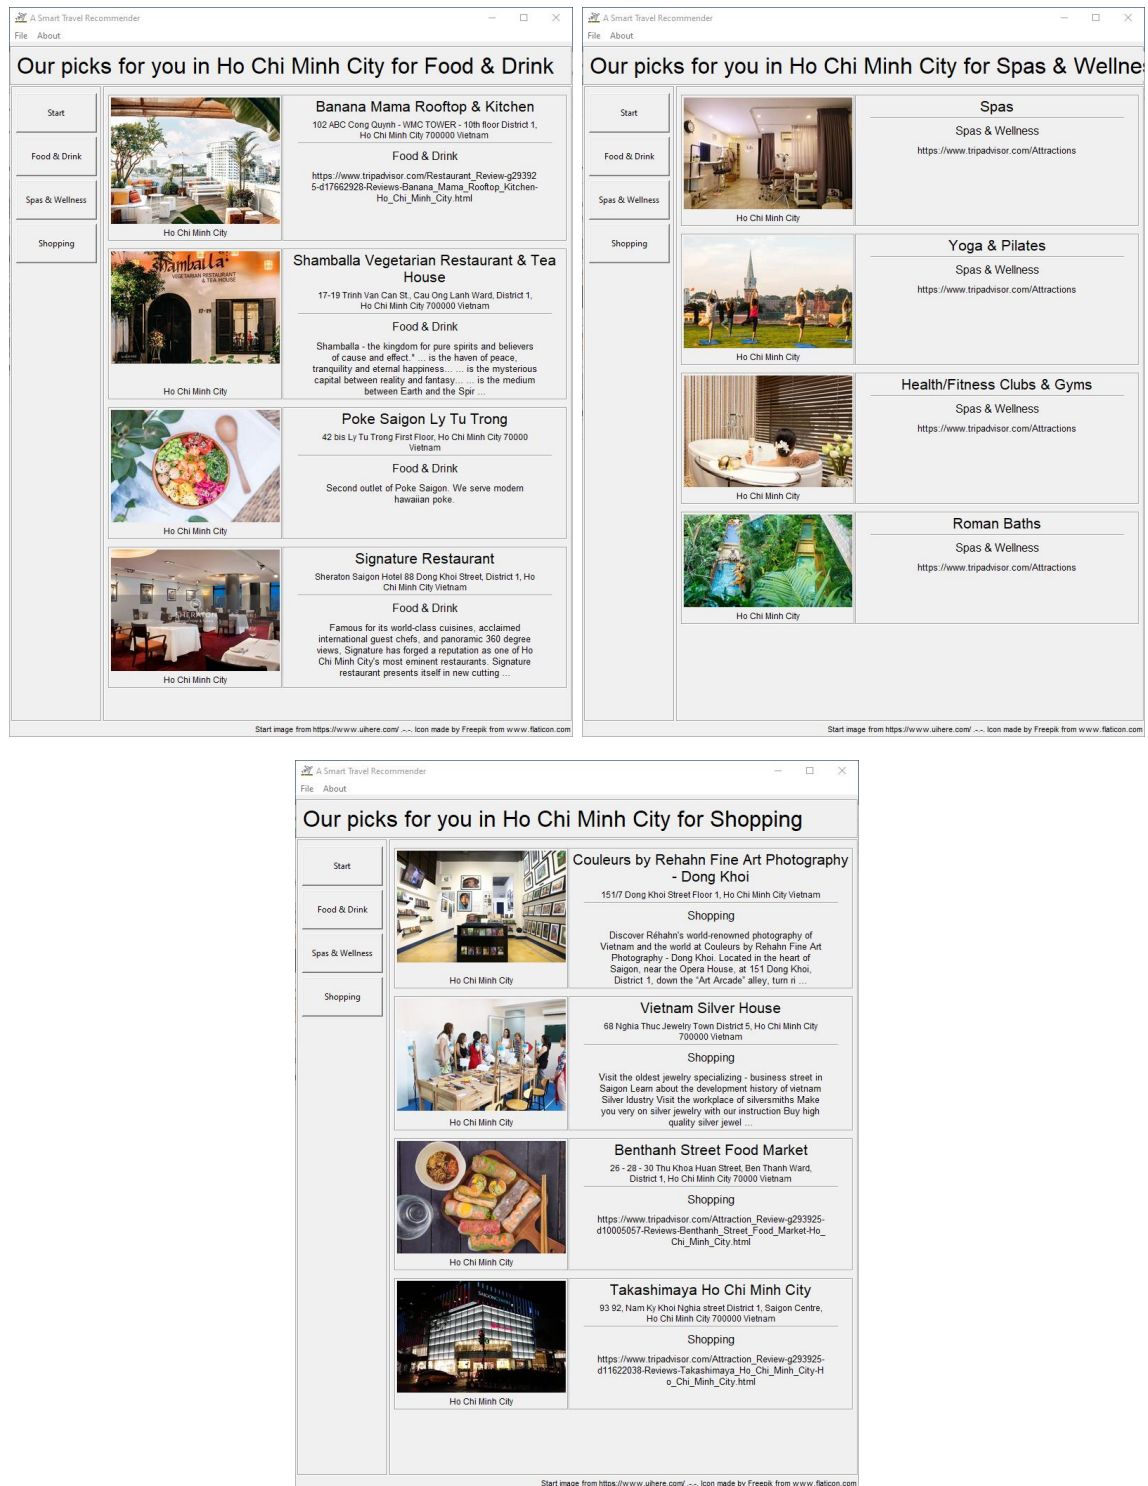 A Smart Travel Recommender
File About
Our picks for you in Ho Chi Minh City for Food & Drink
Start
Food & Drink
Spas & Wellness
Shopping
Banana Mama Rooftop & Kitchen
102 ABC Cong Quynh - WMC TOWER - 10th floor District 1,
Ho Chi Minh City 700000 Vietnam
Food & Drink
https://www.tripadvisor.com/Restaurant_Review-g29392
5-d17662928-Reviews-Banana_Mama_Rooftop_Kitchen-
Ho_Chi_Minh_City.html
Ho Chi Minh City
shamballa
VEGETARIAN RESTAURANT
& TEA HOUSE
17-19
Shamballa Vegetarian Restaurant & Tea
House
17-19 Trinh Van Can St., Cau Ong Lanh Ward, District 1,
Ho Chi Minh City 700000 Vietnam
Food & Drink
Shamballa - the kingdom for pure spirits and believers
of cause and effect." ... is the haven of peace,
tranquility and eternal happiness... ... is the mysterious
capital between reality and fantasy... ... is the medium
between Earth and the Spir ...
Ho Chi Minh City
Poke Saigon Ly Tu Trong
42 bis Ly Tu Trong First Floor, Ho Chi Minh City 70000
Vietnam
Food & Drink
Second outlet of Poke Saigon. We serve modern
hawaiian poke.
Ho Chi Minh City
Signature Restaurant
Sheraton Saigon Hotel 88 Dong Khoi Street, District 1, Ho
Chi Minh City Vietnam
Food & Drink
Famous for its world-class cuisines, acclaimed
international guest chefs, and panoramic 360 degree
views, Signature has forged a reputation as one of Ho
Chi Minh City's most eminent restaurants. Signature
restaurant presents itself in new cutting ...
SHERATON
Ho Chi Minh City
Start image from https://www.uihere.com/ .-.-. Icon made by Freepik from www.flaticon.com
A Smart Travel Recommender
File About
Our picks for you in Ho Chi Minh City for Spas & Wellnes
Start
Food & Drink
Spas & Wellness
Shopping
Spas
Spas & Wellness
https://www.tripadvisor.com/Attractions
Ho Chi Minh City
Yoga & Pilates
Spas & Wellness
https://www.tripadvisor.com/Attractions
Ho Chi Minh City
Health/Fitness Clubs & Gyms
Spas & Wellness
https://www.tripadvisor.com/Attractions
Ho Chi Minh City
Roman Baths
Spas & Wellness
https://www.tripadvisor.com/Attractions
Ho Chi Minh City
Start image from https://www.uihere.com/ .-.-. Icon made by Freepik from www.flaticon.com
A Smart Travel Recommender
File About
Our picks for you in Ho Chi Minh City for Shopping
Start
Food & Drink
Spas & Wellness
Shopping
Couleurs by Rehahn Fine Art Photography
- Dong Khoi
151/7 Dong Khoi Street Floor 1, Ho Chi Minh City Vietnam
Shopping
Discover Réhahn's world-renowned photography of
Vietnam and the world at Couleurs by Rehahn Fine Art
Photography - Dong Khoi. Located in the heart of
Saigon, near the Opera House, at 151 Dong Khoi,
District 1, down the "Art Arcade" alley, turn ri ...
Ho Chi Minh City
Vietnam Silver House
68 Nghia Thuc Jewelry Town District 5, Ho Chi Minh City
700000 Vietnam
Shopping
Visit the oldest jewelry specializing - business street in
Saigon Learn about the development history of vietnam
Silver Idustry Visit the workplace of silversmiths Make
you very on silver jewelry with our instruction Buy high
quality silver jewel ...
Ho Chi Minh City
Benthanh Street Food Market
26 - 28 - 30 Thu Khoa Huan Street, Ben Thanh Ward,
District 1, Ho Chi Minh City 70000 Vietnam
Shopping
https://www.tripadvisor.com/Attraction_Review-g293925-
d10005057-Reviews-Benthanh_Street_Food_Market-Ho_
Chi_Minh_City.html
Ho Chi Minh City
Takashimaya Ho Chi Minh City
93 92, Nam Ky Khoi Nghia street District 1, Saigon Centre,
Ho Chi Minh City 700000 Vietnam
Shopping
https://www.tripadvisor.com/Attraction_Review-g293925-
d11622038-Reviews-Takashimaya_Ho_Chi_Minh_City-H
o_Chi_Minh_City.html
Ho Chi Minh City
Start image from https://www.uihere.com/ .-.-. Icon made by Freepik from www.flaticon.com